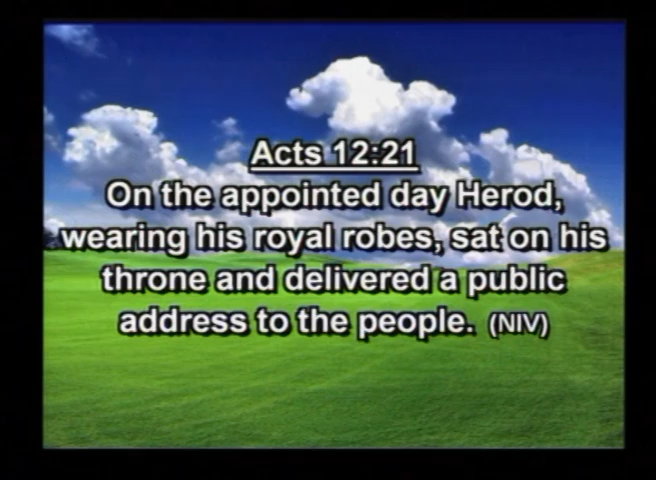 Acts 12:21
On the appointed day Herod,
wearing his royal robes, sat on his
throne and delivered a public
address to the people. (NIV)